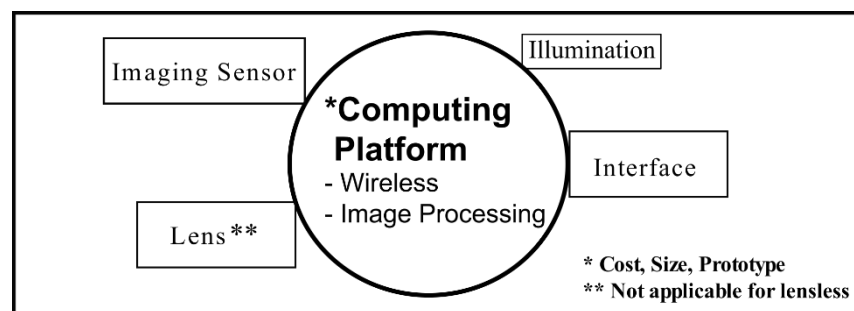 Imaging Sensor
Illumination
*Computing
Platform
- Wireless
- Image Processing
Interface
Lens**
* Cost, Size, Prototype
** Not applicable for lensless